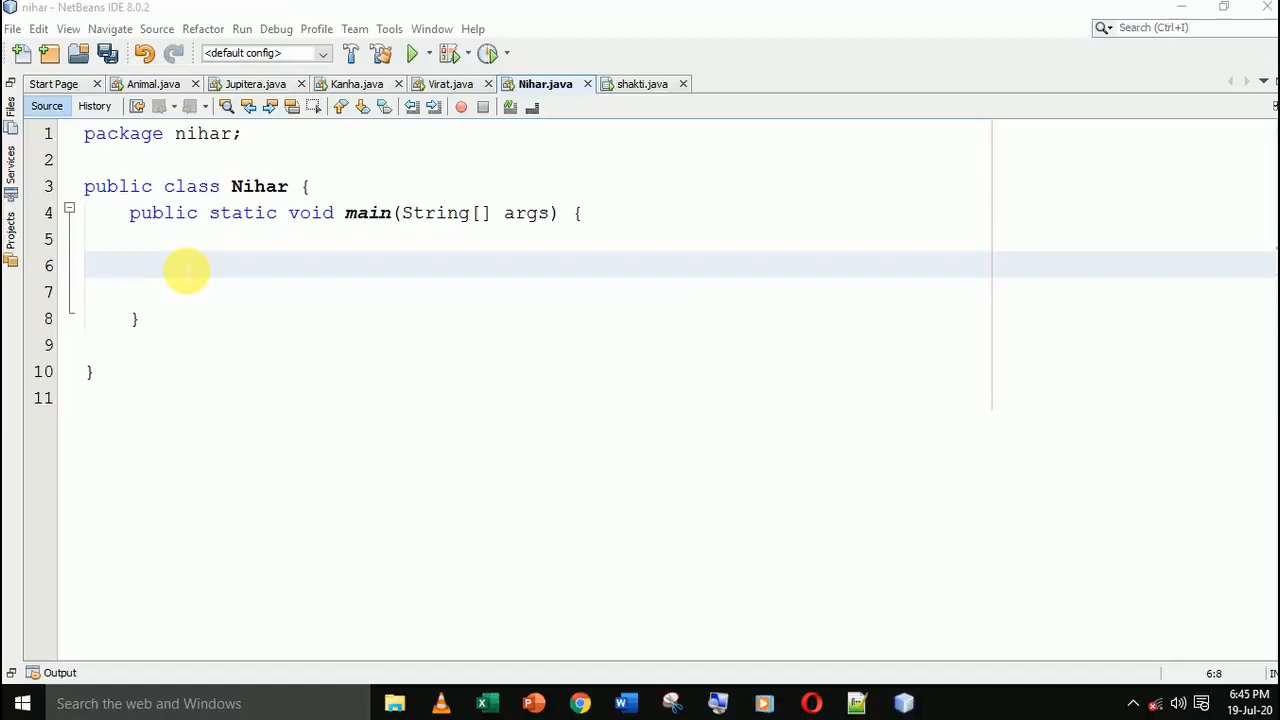 nihar - NetBeans IDE 8.0.2
File Edit View Navigate Source Refactor Run Debug Profile Team Tools Window Help
Search (Ctrl+I)
<default config>
Start Page Animal.java Jupitera.java Kanha.java Virat.java Nihar.java shakti.java
Source History
Files
Services
Projects
1 package nihar;
2
3 public class Nihar {
4 public static void main(String[] args) {
5
6
7
8 }
9
10 }
11
Output
6:8
Search the web and Windows
6:45 PM
19-Jul-20